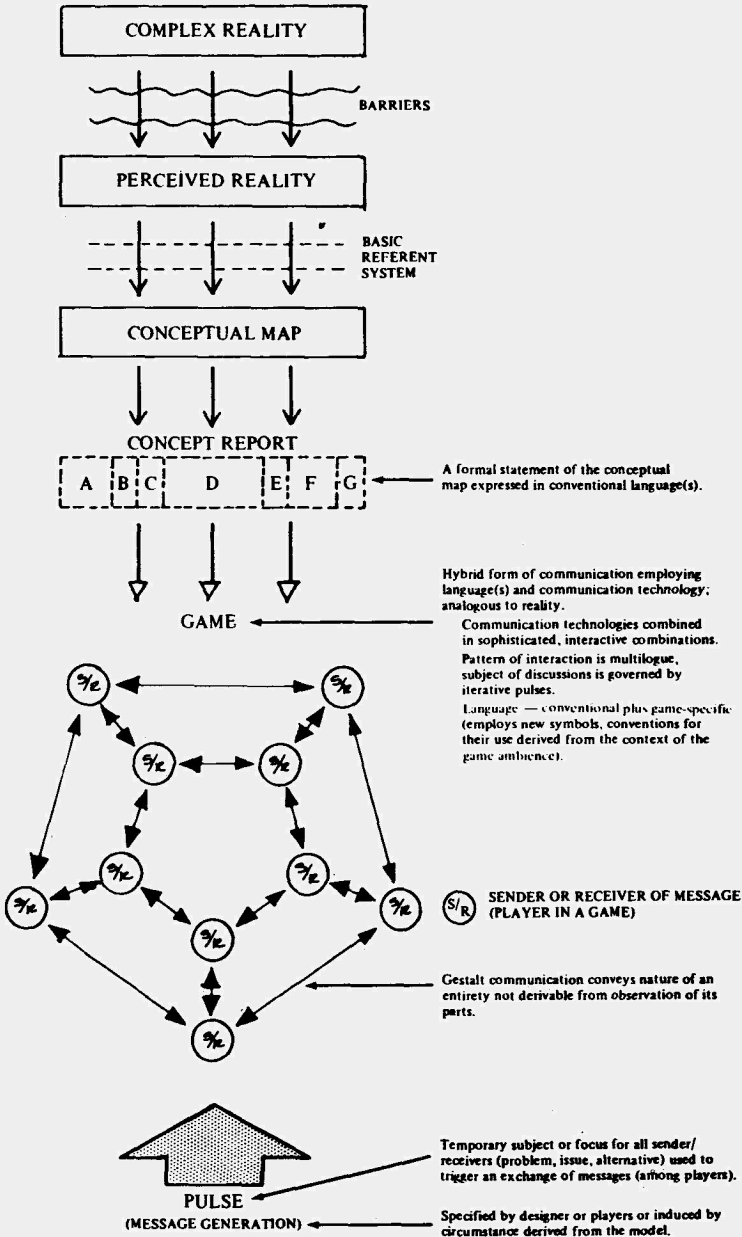 COMPLEX REALITY
BARRIERS
PERCEIVED REALITY
BASIC
REFERENT
SYSTEM
CONCEPTUAL MAP
CONCEPT REPORT
A B C D E F G
A formal statement of the conceptual
map expressed in conventional language(s).
GAME
Hybrid form of communication employing
language(s) and communication technology;
analogous to reality.
Communication technologies combined
in sophisticated, interactive combinations.
Pattern of interaction is multilogue,
subject of discussions is governed by
iterative pulses.
Language — conventional plus game-specific
(employs new symbols, conventions for
their use derived from the context of the
game ambience).
S/R S/R
S/R S/R
S/R S/R
S/R S/R
S/R
S/R
S/R SENDER OR RECEIVER OF MESSAGE
(PLAYER IN A GAME)
Gestalt communication conveys nature of an
entirety not derivable from observation of its
parts.
Temporary subject or focus for all sender/
receivers (problem, issue, alternative) used to
trigger an exchange of messages (among players).
PULSE
(MESSAGE GENERATION)
Specified by designer or players or induced by
circumstance derived from the model.